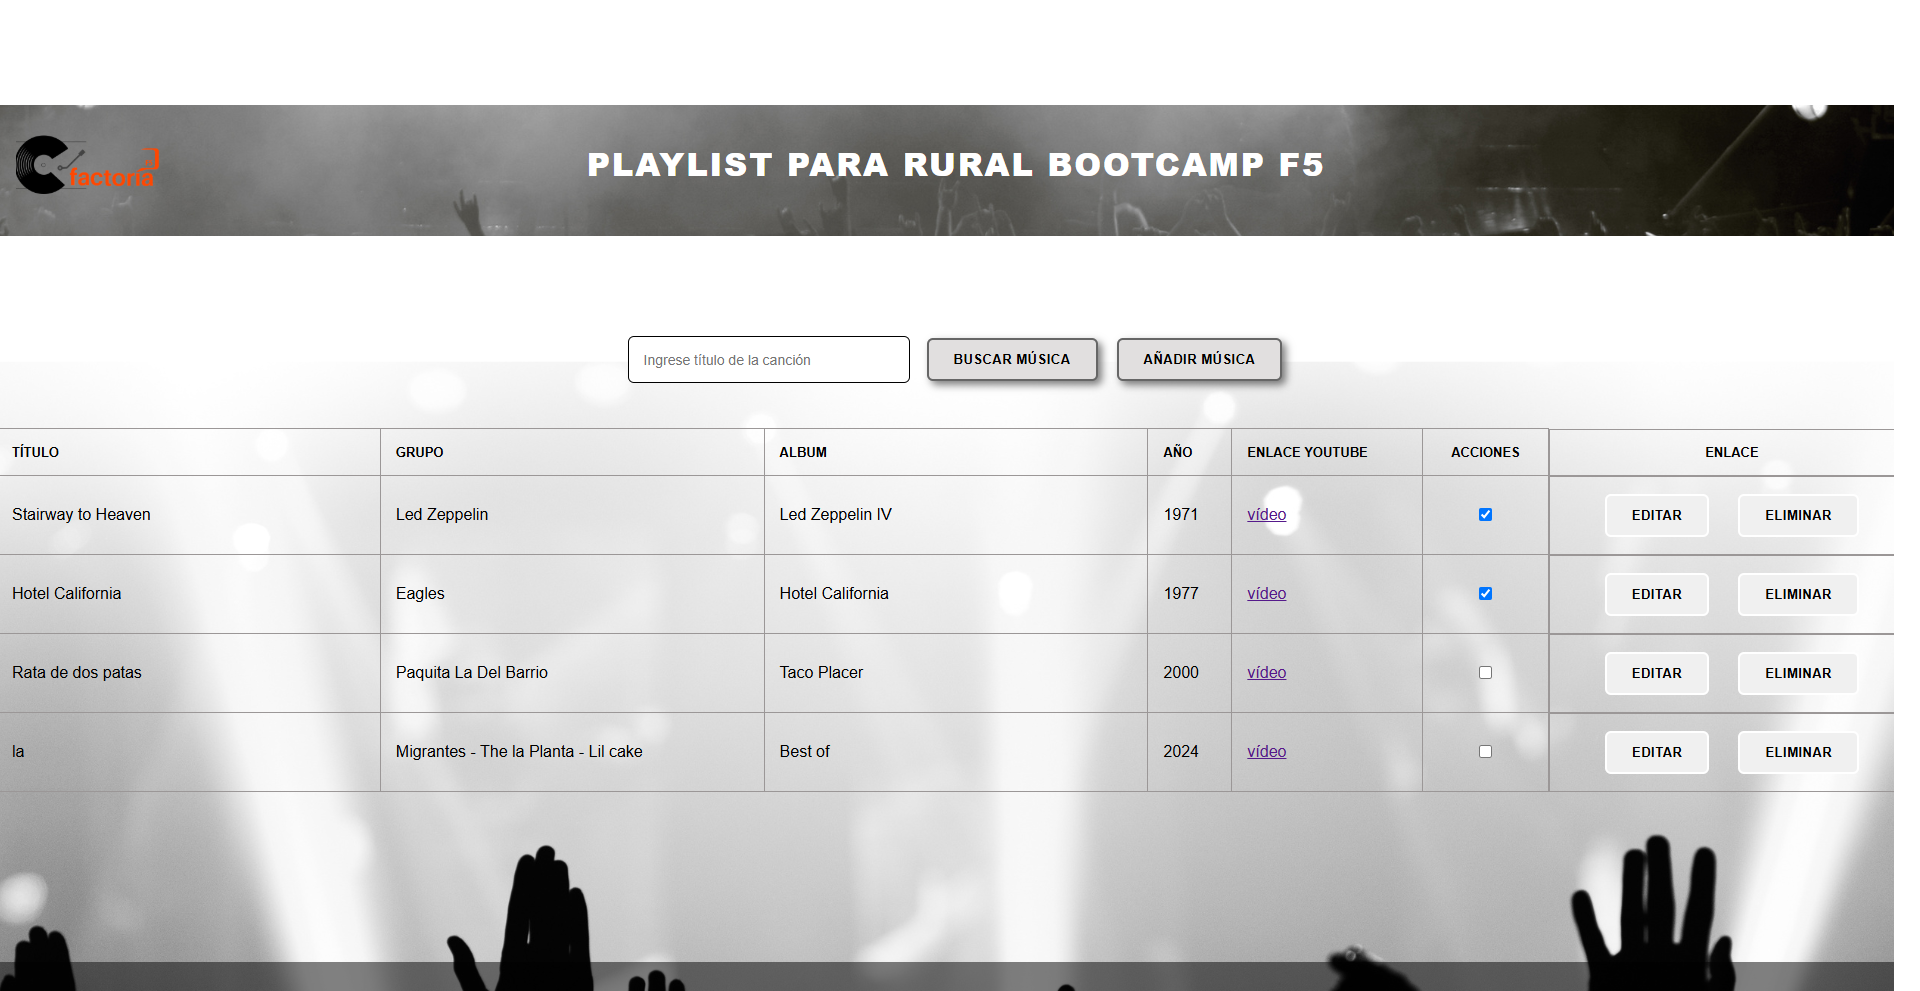 factoría
PLAYLIST PARA RURAL BOOTCAMP F5
Ingrese título de la canción BUSCAR MÚSICA AÑADIR MÚSICA
TÍTULO GRUPO ALBUM AÑO ENLACE YOUTUBE ACCIONES ENLACE
Stairway to Heaven Led Zeppelin Led Zeppelin IV 1971 vídeo EDITAR ELIMINAR
Hotel California Eagles Hotel California 1977 vídeo EDITAR ELIMINAR
Rata de dos patas Paquita La Del Barrio Taco Placer 2000 vídeo EDITAR ELIMINAR
la Migrantes - The la Planta - Lil cake Best of 2024 vídeo EDITAR ELIMINAR